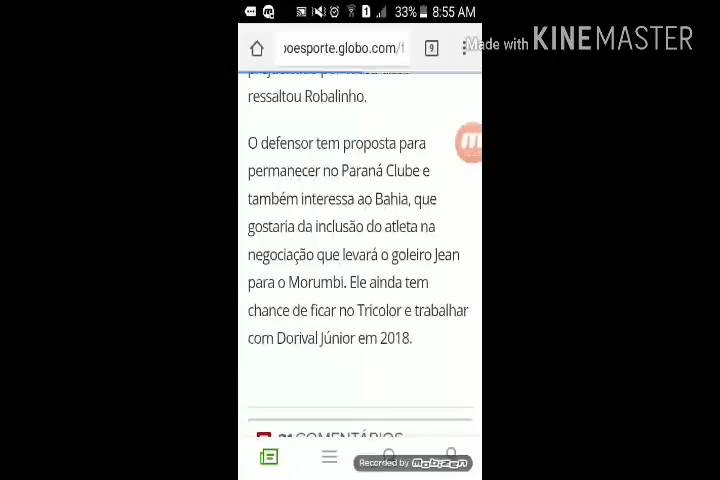 33% 8:55 AM
Made with KINEMASTER
poesporte.globo.com/f
9
ressaltou Robalinho.
O defensor tem proposta para
permanecer no Paraná Clube e
também interessa ao Bahia, que
gostaria da inclusão do atleta na
negociação que levará o goleiro Jean
para o Morumbi. Ele ainda tem
chance de ficar no Tricolor e trabalhar
com Dorival Júnior em 2018.
COMENTÁRIOS
Recorded by mobizen